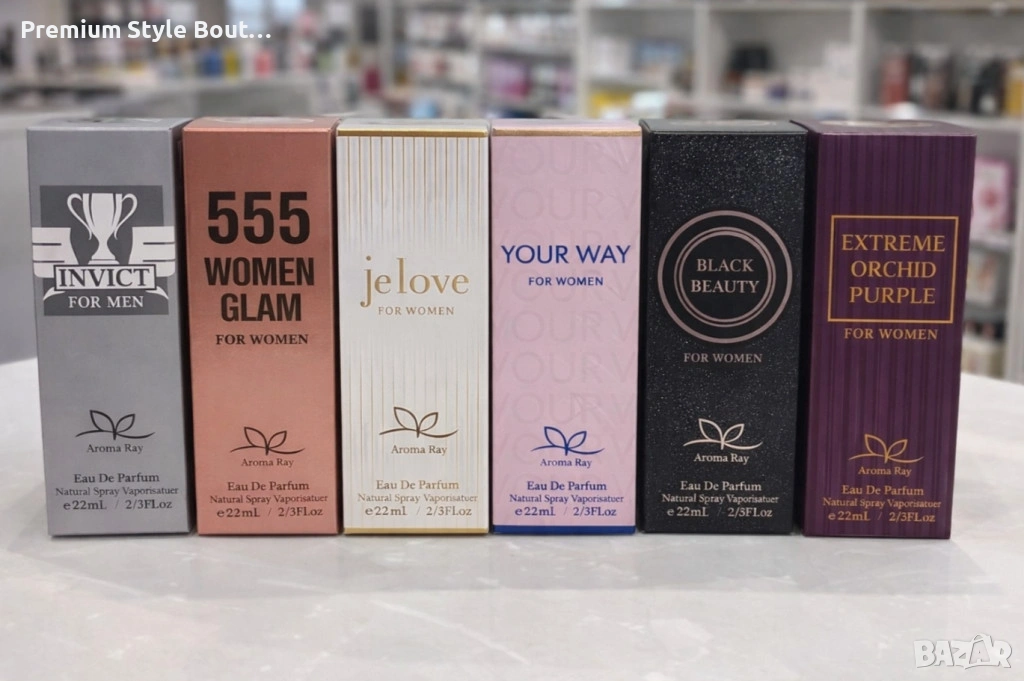 Premium Style Bout...
INVICT
FOR MEN
Aroma Ray
Eau De Parfum
Natural Spray Vaporisatuer
e22mL / 2/3FLoz
555
WOMEN
GLAM
FOR WOMEN
Aroma Ray
Eau De Parfum
Natural Spray Vaporisatuer
e22mL / 2/3FLoz
je love
FOR WOMEN
Aroma Ray
Eau De Parfum
Natural Spray Vaporisatuer
e22mL / 2/3FLoz
YOUR WAY
FOR WOMEN
Aroma Ray
Eau De Parfum
Natural Spray Vaporisatuer
e22mL / 2/3FLoz
BLACK
BEAUTY
FOR WOMEN
Aroma Ray
Eau De Parfum
Natural Spray Vaporisatuer
e22mL / 2/3FLoz
EXTREME
ORCHID
PURPLE
FOR WOMEN
Aroma Ray
Eau De Parfum
Natural Spray Vaporisatuer
e22mL / 2/3FLoz
BAZAR